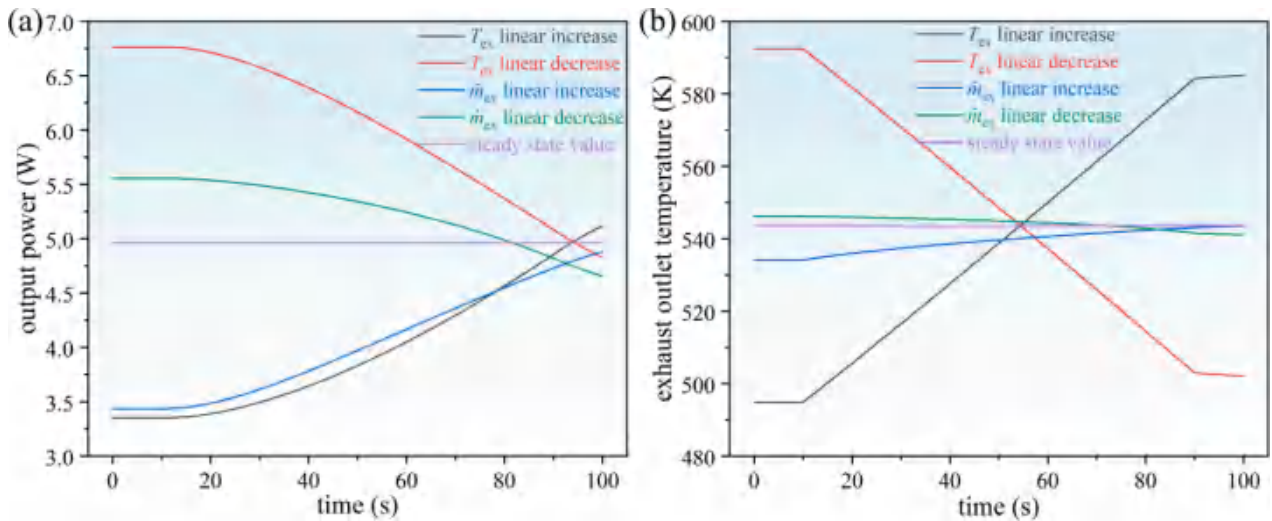 (a)
7.0
6.5
6.0
5.5
5.0
4.5
4.0
3.5
3.0
output power (W)
0 20 40 60 80 100
time (s)
T_ex linear increase
T_ex linear decrease
ṁ_ex linear increase
ṁ_ex linear decrease
steady state value
(b)
600
580
560
540
520
500
480
exhaust outlet temperature (K)
0 20 40 60 80 100
time (s)
T_ex linear increase
T_ex linear decrease
ṁ_ex linear increase
ṁ_ex linear decrease
steady state value